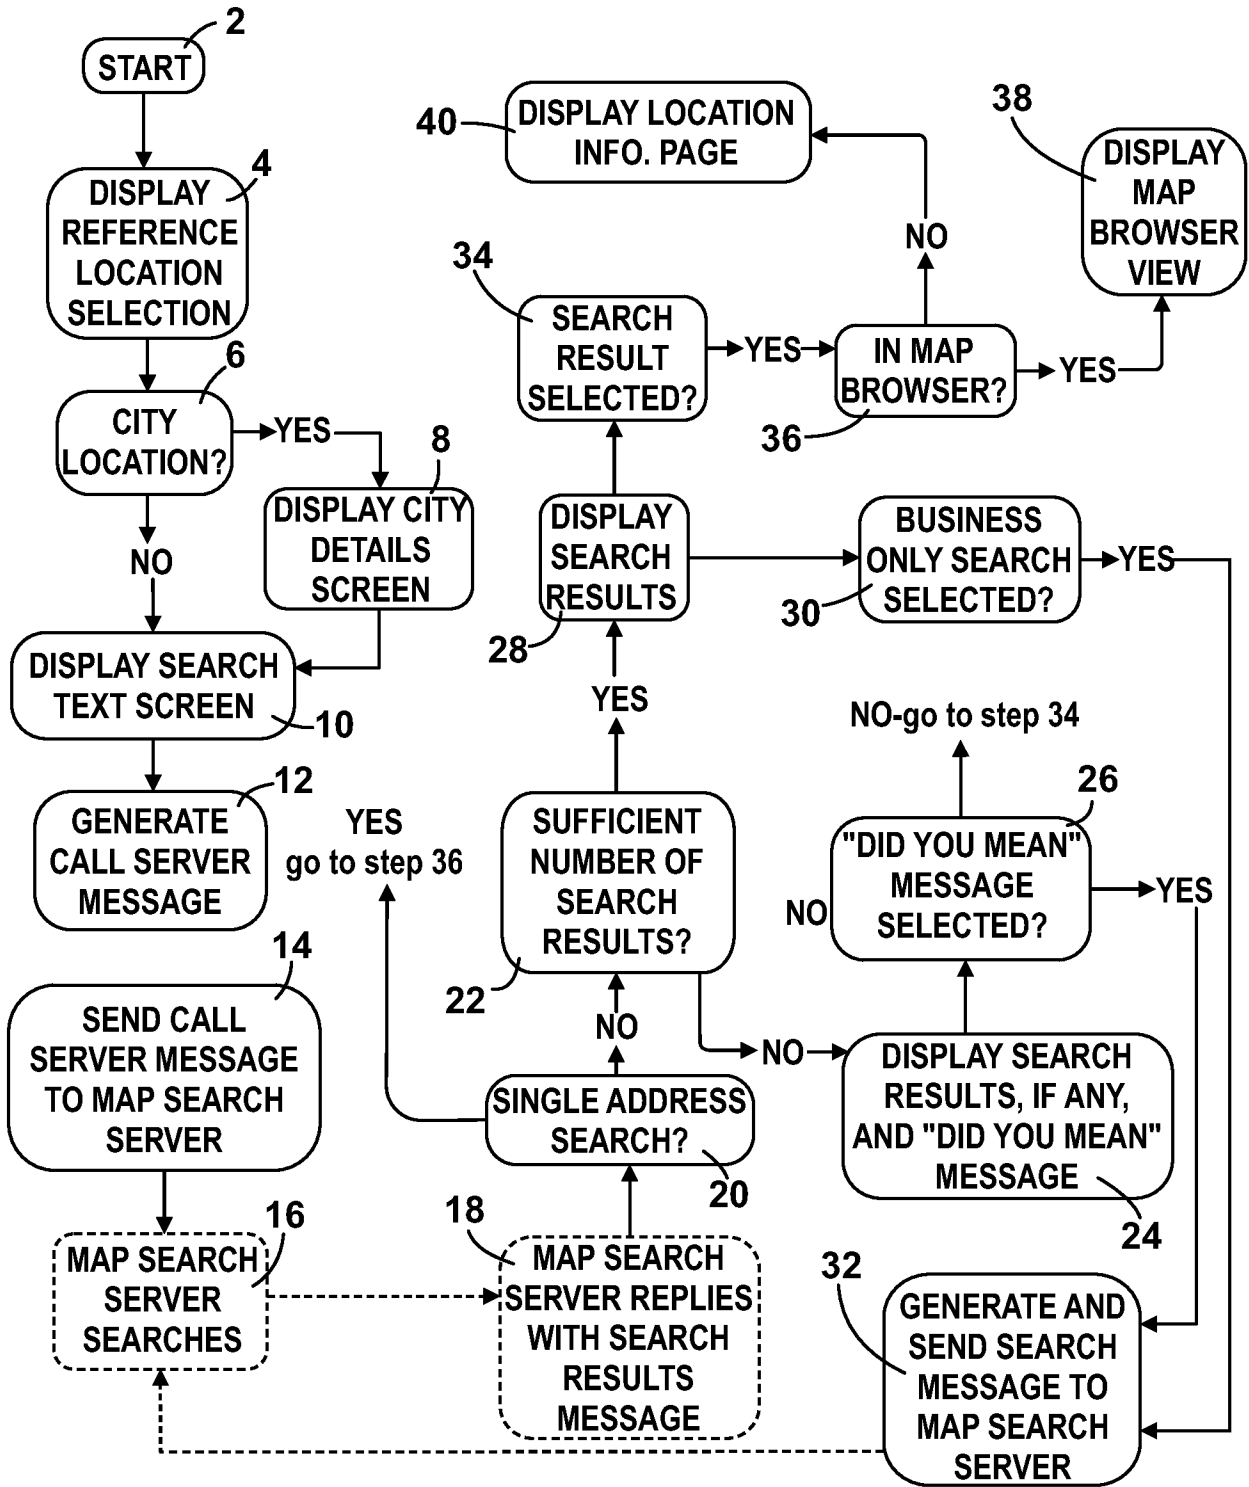 2
START
4
DISPLAY
REFERENCE
LOCATION
SELECTION
6
CITY
LOCATION?
YES
NO
8
DISPLAY CITY
DETAILS
SCREEN
DISPLAY SEARCH
TEXT SCREEN
10
12
GENERATE
CALL SERVER
MESSAGE
14
SEND CALL
SERVER MESSAGE
TO MAP SEARCH
SERVER
16
MAP SEARCH
SERVER
SEARCHES
18
MAP SEARCH
SERVER REPLIES
WITH SEARCH
RESULTS
MESSAGE
SINGLE ADDRESS
SEARCH?
20
YES
go to step 36
NO
SUFFICIENT
NUMBER OF
SEARCH
RESULTS?
22
YES
NO
DISPLAY SEARCH
RESULTS, IF ANY,
AND "DID YOU MEAN"
MESSAGE
24
26
"DID YOU MEAN"
MESSAGE
SELECTED?
NO
NO-go to step 34
YES
DISPLAY
SEARCH
RESULTS
28
BUSINESS
ONLY SEARCH
SELECTED?
30
YES
32
GENERATE AND
SEND SEARCH
MESSAGE TO
MAP SEARCH
SERVER
34
SEARCH
RESULT
SELECTED?
YES
IN MAP
BROWSER?
36
NO
YES
38
DISPLAY
MAP
BROWSER
VIEW
40
DISPLAY LOCATION
INFO. PAGE